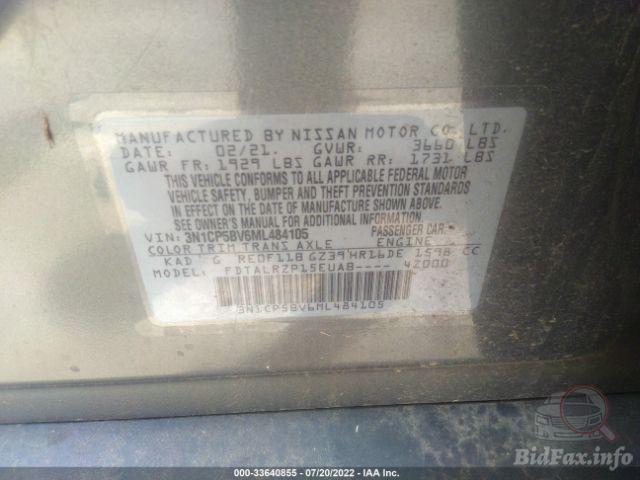 MANUFACTURED BY NISSAN MOTOR CO., LTD.
DATE: 02/21. GVWR: 3660 LBS
GAWR FR: 1929 LBS GAWR RR: 1731 LBS
THIS VEHICLE CONFORMS TO ALL APPLICABLE FEDERAL MOTOR
VEHICLE SAFETY, BUMPER AND THEFT PREVENTION STANDARDS
IN EFFECT ON THE DATE OF MANUFACTURE SHOWN ABOVE.
SEE OWNER'S MANUAL FOR ADDITIONAL INFORMATION
VIN: 3N1CP5BV6ML484105 PASSENGER CAR
COLOR TRIM TRANS AXLE ENGINE
KAD G RE0F11B GZ39 HR16DE 1598 CC
MODEL: FDTALRZP15EUAB---- 42000
3N1CP5BV6ML484105
BidFax.info
000-33640855 - 07/20/2022 - IAA Inc.